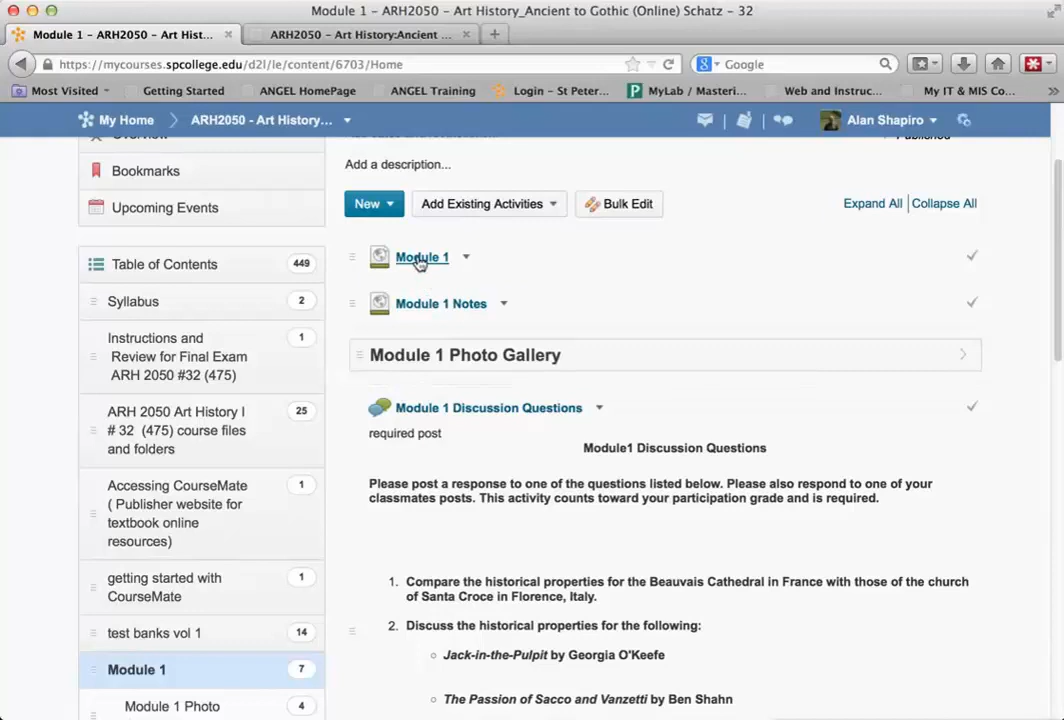 Module 1 – ARH2050 – Art History_Ancient to Gothic (Online) Schatz – 32
Module 1 – ARH2050 – Art Hist...
ARH2050 – Art History:Ancient ...
https://mycourses.spcollege.edu/d2l/le/content/6703/Home
Google
Most Visited
Getting Started
ANGEL HomePage
ANGEL Training
Login – St Peter...
MyLab / Masteri...
Web and Instruc...
My IT & MIS Co...
My Home
ARH2050 - Art History...
Alan Shapiro
Overview
Published
Bookmarks
Upcoming Events
Table of Contents 449
Syllabus 2
Instructions and
Review for Final Exam
ARH 2050 #32 (475)
1
ARH 2050 Art History I
# 32 (475) course files
and folders
25
Accessing CourseMate
( Publisher website for
textbook online
resources)
1
getting started with
CourseMate
1
test banks vol 1 14
Module 1 7
Module 1 Photo 4
Add a description...
New
Add Existing Activities
Bulk Edit
Expand All
Collapse All
Module 1
Module 1 Notes
Module 1 Photo Gallery
Module 1 Discussion Questions
required post
Module1 Discussion Questions
Please post a response to one of the questions listed below. Please also respond to one of your
classmates posts. This activity counts toward your participation grade and is required.
1. Compare the historical properties for the Beauvais Cathedral in France with those of the church
of Santa Croce in Florence, Italy.
2. Discuss the historical properties for the following:
Jack-in-the-Pulpit by Georgia O'Keefe
The Passion of Sacco and Vanzetti by Ben Shahn